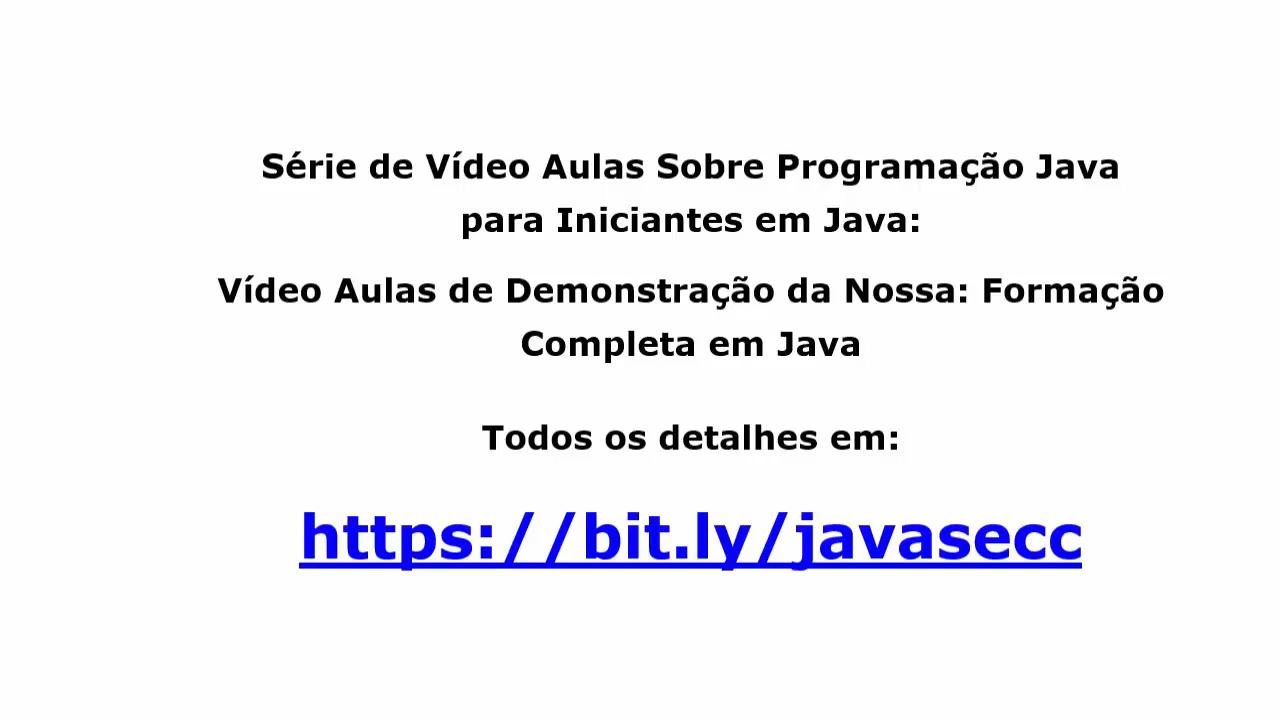 Série de Vídeo Aulas Sobre Programação Java
para Iniciantes em Java:
Vídeo Aulas de Demonstração da Nossa: Formação
Completa em Java
Todos os detalhes em:
https://bit.ly/javasecc